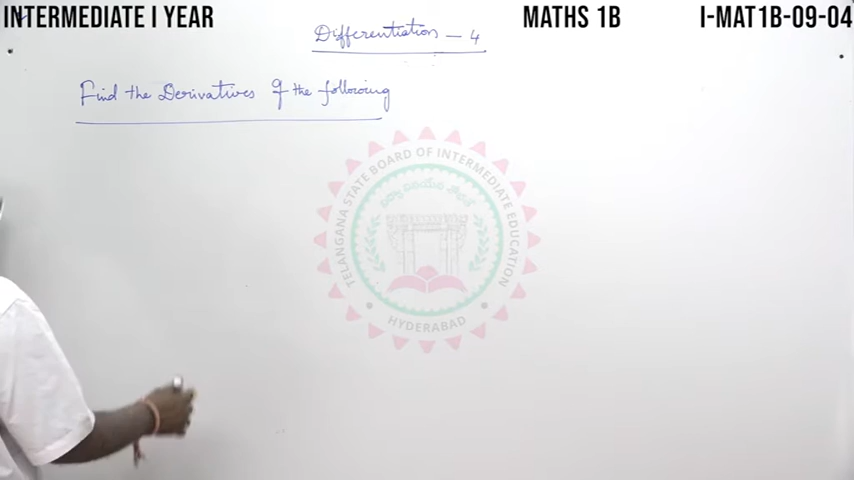 INTERMEDIATE I YEAR MATHS 1B I-MAT1B-09-04
Differentiation - 4
Find the Derivatives of the following
TELANGANA STATE BOARD OF INTERMEDIATE EDUCATION
HYDERABAD